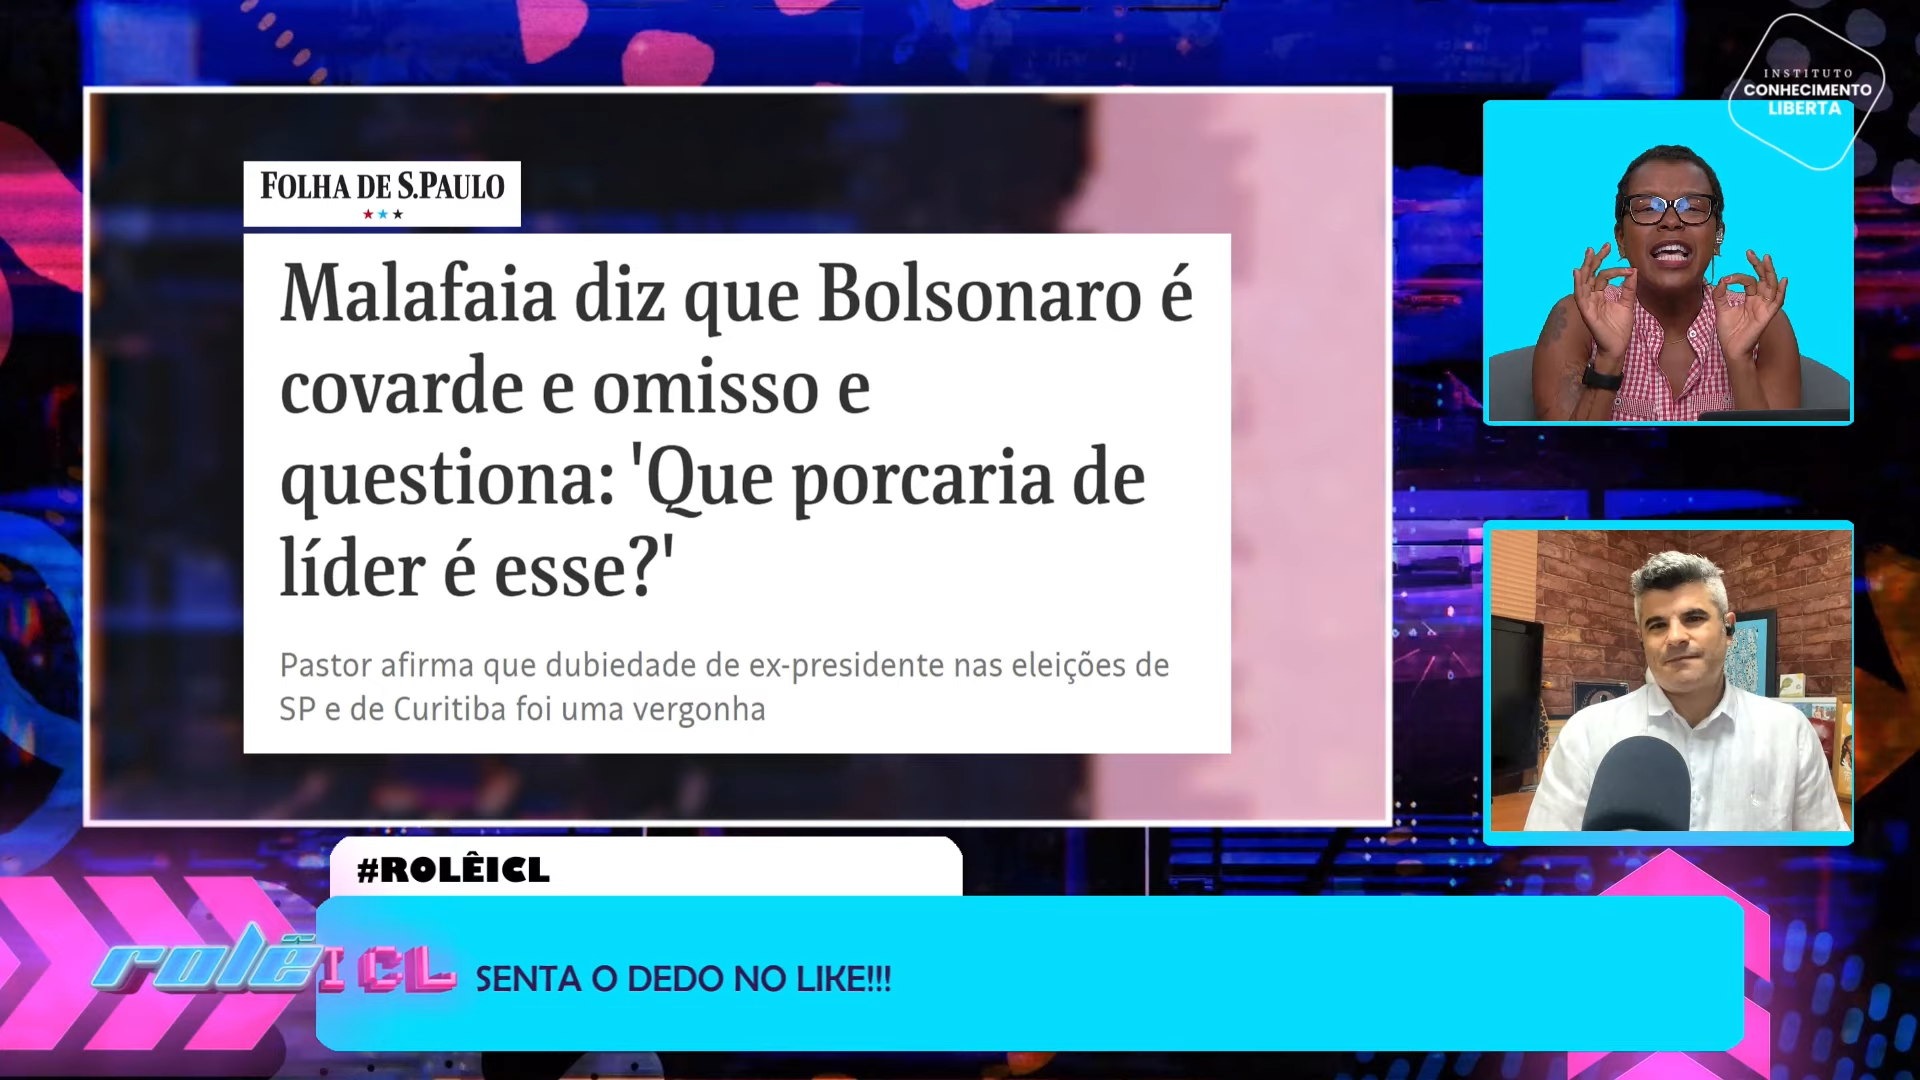 INSTITUTO
CONHECIMENTO
LIBERTA
FOLHA DE S.PAULO
Malafaia diz que Bolsonaro é
covarde e omisso e
questiona: 'Que porcaria de
líder é esse?'
Pastor afirma que dubiedade de ex-presidente nas eleições de
SP e de Curitiba foi uma vergonha
#ROLÊICL
rolê ICL
SENTA O DEDO NO LIKE!!!